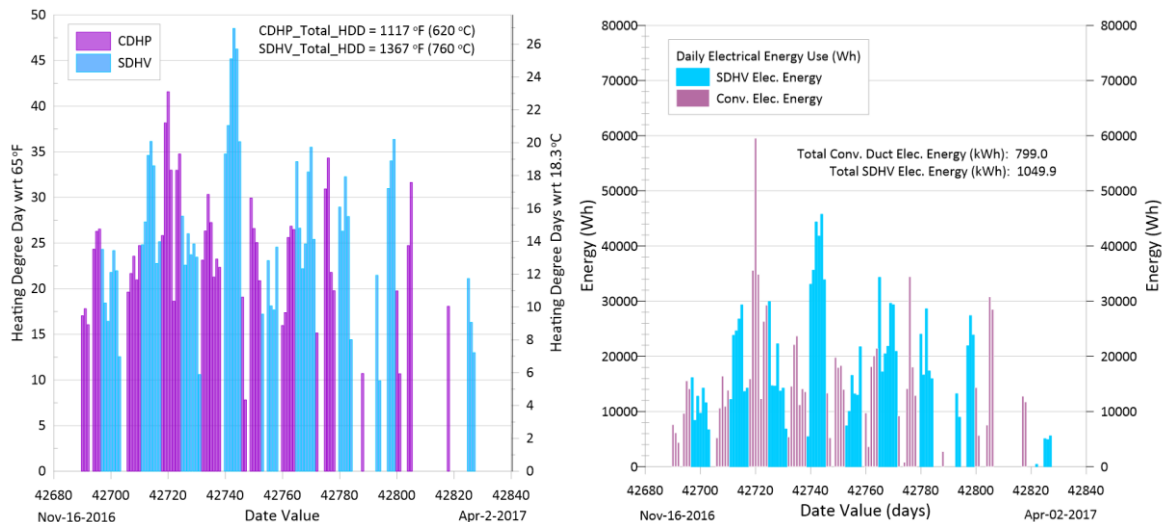 50
45
40
35
30
25
20
15
10
5
0
Heating Degree Day wrt 65 °F
CDHP
SDHV
CDHP_Total_HDD = 1117 °F (620 °C)
SDHV_Total_HDD = 1367 °F (760 °C)
26
24
22
20
18
16
14
12
10
8
6
4
2
0
Heating Degree Days wrt 18.3 °C
42680 42700 42720 42740 42760 42780 42800 42820 42840
Nov-16-2016 Date Value Apr-2-2017
80000
70000
60000
50000
40000
30000
20000
10000
0
Energy (Wh)
Daily Electrical Energy Use (Wh)
SDHV Elec. Energy
Conv. Elec. Energy
Total Conv. Duct Elec. Energy (kWh): 799.0
Total SDHV Elec. Energy (kWh): 1049.9
80000
70000
60000
50000
40000
30000
20000
10000
0
Energy (Wh)
42680 42700 42720 42740 42760 42780 42800 42820 42840
Nov-16-2016 Date Value (days) Apr-02-2017